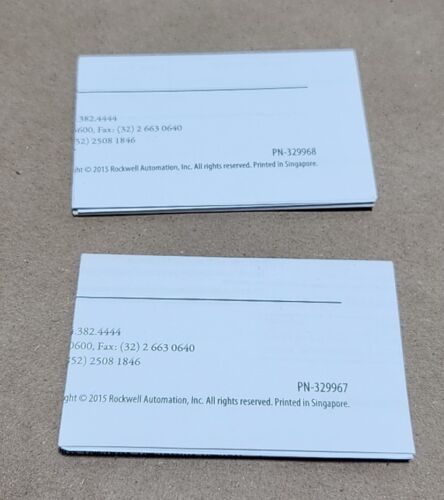 .382.4444
6600, Fax: (32) 2 663 0640
52) 2508 1846
PN-329968
ght © 2015 Rockwell Automation, Inc. All rights reserved. Printed in Singapore.
.382.4444
0600, Fax: (32) 2 663 0640
52) 2508 1846
PN-329967
ght © 2015 Rockwell Automation, Inc. All rights reserved. Printed in Singapore.